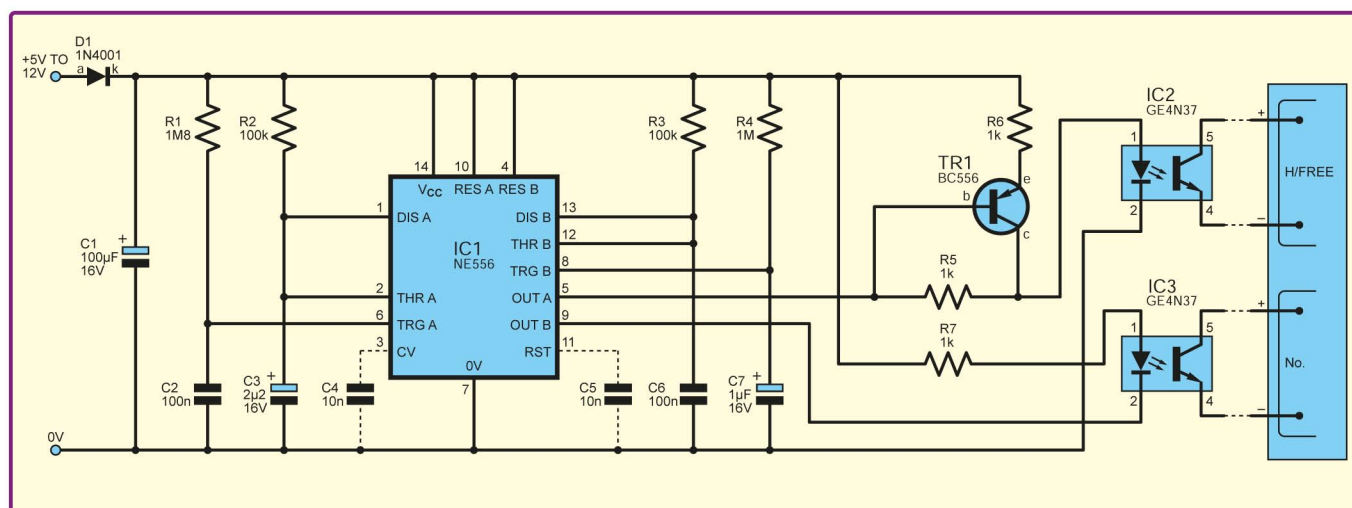 D1
1N4001
+5V TO
12V
a
k
R1
1M8
R2
100k
R3
100k
R4
1M
R6
1k
TR1
BC556
b
e
c
IC2
GE4N37
1
5
2
4
+
H/FREE
–
14
10
4
VCC
RES A
RES B
1
DIS A
DIS B
13
THR B
12
IC1
NE556
TRG B
8
2
THR A
OUT A
5
6
TRG A
OUT B
9
3
CV
RST
11
0V
7
C1
100µF
16V
+
C2
100n
C3
2µ2
16V
+
C4
10n
C5
10n
C6
100n
C7
1µF
16V
+
R5
1k
R7
1k
IC3
GE4N37
1
5
2
4
+
No.
–
0V